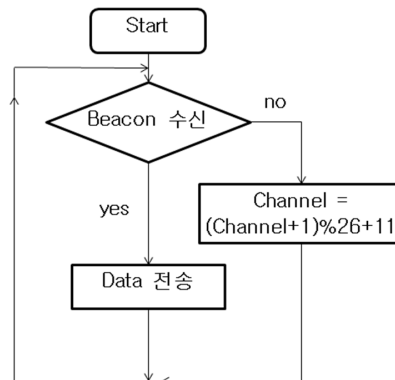 Start
Beacon 수신
no
yes
Channel =
(Channel+1)%26+11
Data 전송